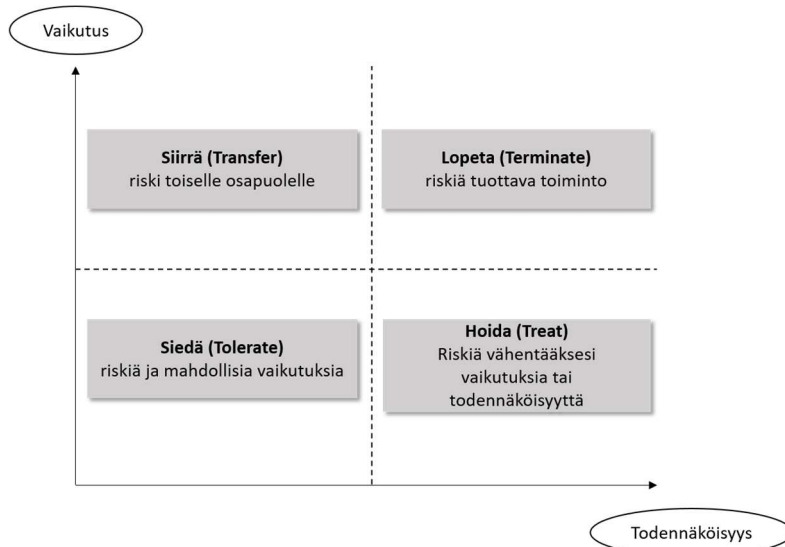 Vaikutus
Siirrä (Transfer)
riski toiselle osapuolelle
Lopeta (Terminate)
riskiä tuottava toiminto
Siedä (Tolerate)
riskiä ja mahdollisia vaikutuksia
Hoida (Treat)
Riskiä vähentääksesi
vaikutuksia tai
todennäköisyyttä
Todennäköisyys